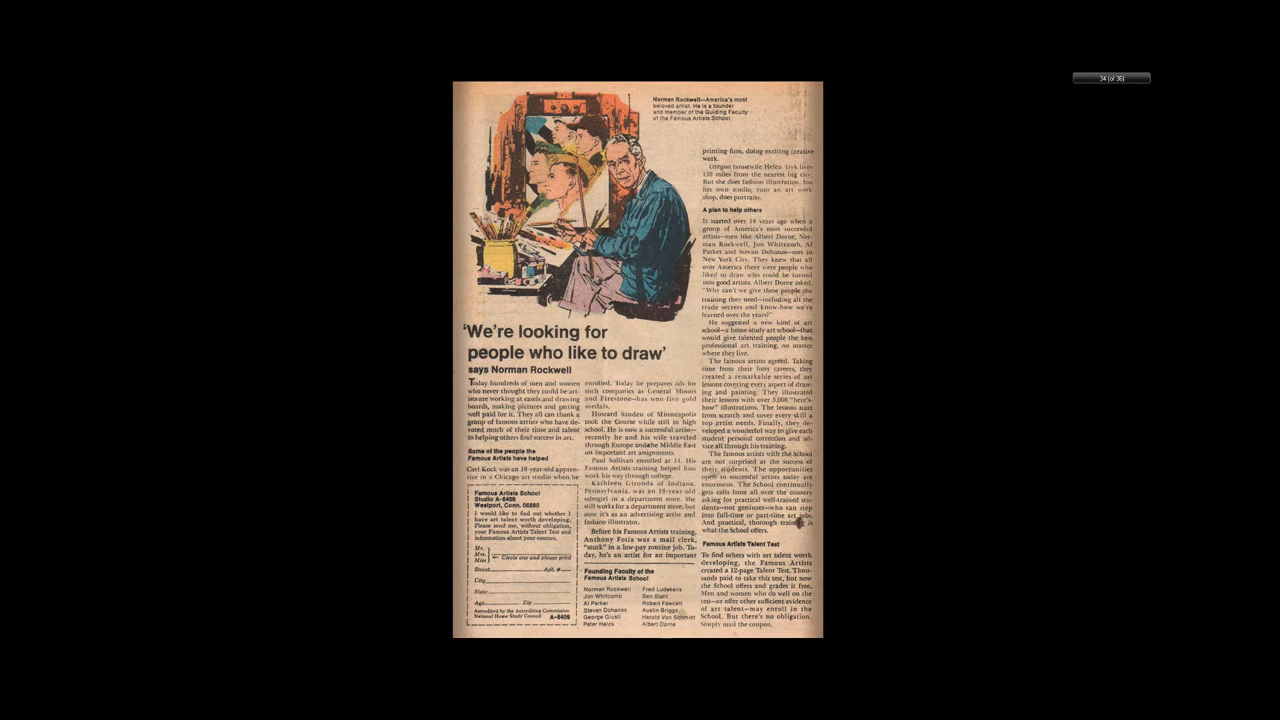 34 (of 36)
Norman Rockwell—America's most
beloved artist. He is a founder
and member of the Guiding Faculty
of the Famous Artists School.
'We're looking for
people who like to draw'
says Norman Rockwell
Today hundreds of men and women
who never thought they could be art-
ists are working at easels and drawing
boards, making pictures and getting
well paid for it. They all can thank a
group of famous artists who have de-
voted much of their time and talent
to helping others find success in art.
Some of the people the
Famous Artists have helped
Carl Kock was an 18-year-old appren-
tice in a Chicago art studio when he
Famous Artists School
Studio A-6409
Westport, Conn. 06880
I would like to find out whether I
have art talent worth developing.
Please send me, without obligation,
your Famous Artists Talent Test and
information about your courses.
Mr.
Mrs.
Miss
← Circle one and please print
Street Apt. #
City
State
Age Zip
Accredited by the Accrediting Commission
National Home Study Council A-6409
enrolled. Today he prepares ads for
such companies as General Motors
and Firestone—has won five gold
medals.
Howard Sanden of Minneapolis
took the Course while still in high
school. He is now a successful artist—
recently he and his wife traveled
through Europe and the Middle East
on important art assignments.
Paul Sullivan enrolled at 14. His
Famous Artists training helped him
work his way through college.
Kathleen Gironda of Indiana,
Pennsylvania, was an 18-year-old
salesgirl in a department store. She
still works for a department store, but
now it's as an advertising artist and
fashion illustrator.
Before his Famous Artists training,
Anthony Fotia was a mail clerk,
"stuck" in a low-pay routine job. To-
day, he's an artist for an important
Founding Faculty of the
Famous Artists School
Norman Rockwell Fred Ludekens
Jon Whitcomb Ben Stahl
Al Parker Robert Fawcett
Stevan Dohanos Austin Briggs
George Giusti Harold Von Schmidt
Peter Helck Albert Dorne
printing firm, doing exciting creative
work.
Oregon housewife Helen Tryk lives
150 miles from the nearest big city.
But she does fashion illustration, has
her own studio, runs an art work
shop, does portraits.
A plan to help others
It started over 18 years ago when a
group of America's most successful
artists—men like Albert Dorne, Nor-
man Rockwell, Jon Whitcomb, Al
Parker and Stevan Dohanos—met in
New York City. They knew that all
over America there were people who
liked to draw who could be turned
into good artists. Albert Dorne asked,
"Why can't we give these people the
training they need—including all the
trade secrets and know-how we've
learned over the years?"
He suggested a new kind of art
school—a home study art school—that
would give talented people the best
professional art training, no matter
where they live.
The famous artists agreed. Taking
time from their busy careers, they
created a remarkable series of art
lessons covering every aspect of draw-
ing and painting. They illustrated
their lessons with over 5,000 "here's-
how" illustrations. The lessons start
from scratch and cover every skill a
top artist needs. Finally, they de-
veloped a wonderful way to give each
student personal correction and ad-
vice all through his training.
The famous artists with the School
are not surprised at the success of
their students. The opportunities
open to successful artists today are
enormous. The School continually
gets calls from all over the country
asking for practical well-trained stu-
dents—not geniuses—who can step
into full-time or part-time art jobs.
And practical, thorough training is
what the School offers.
Famous Artists Talent Test
To find others with art talent worth
developing, the Famous Artists
created a 12-page Talent Test. Thou-
sands paid to take this test, but now
the School offers and grades it free.
Men and women who do well on the
test—or offer other sufficient evidence
of art talent—may enroll in the
School. But there's no obligation.
Simply mail the coupon.